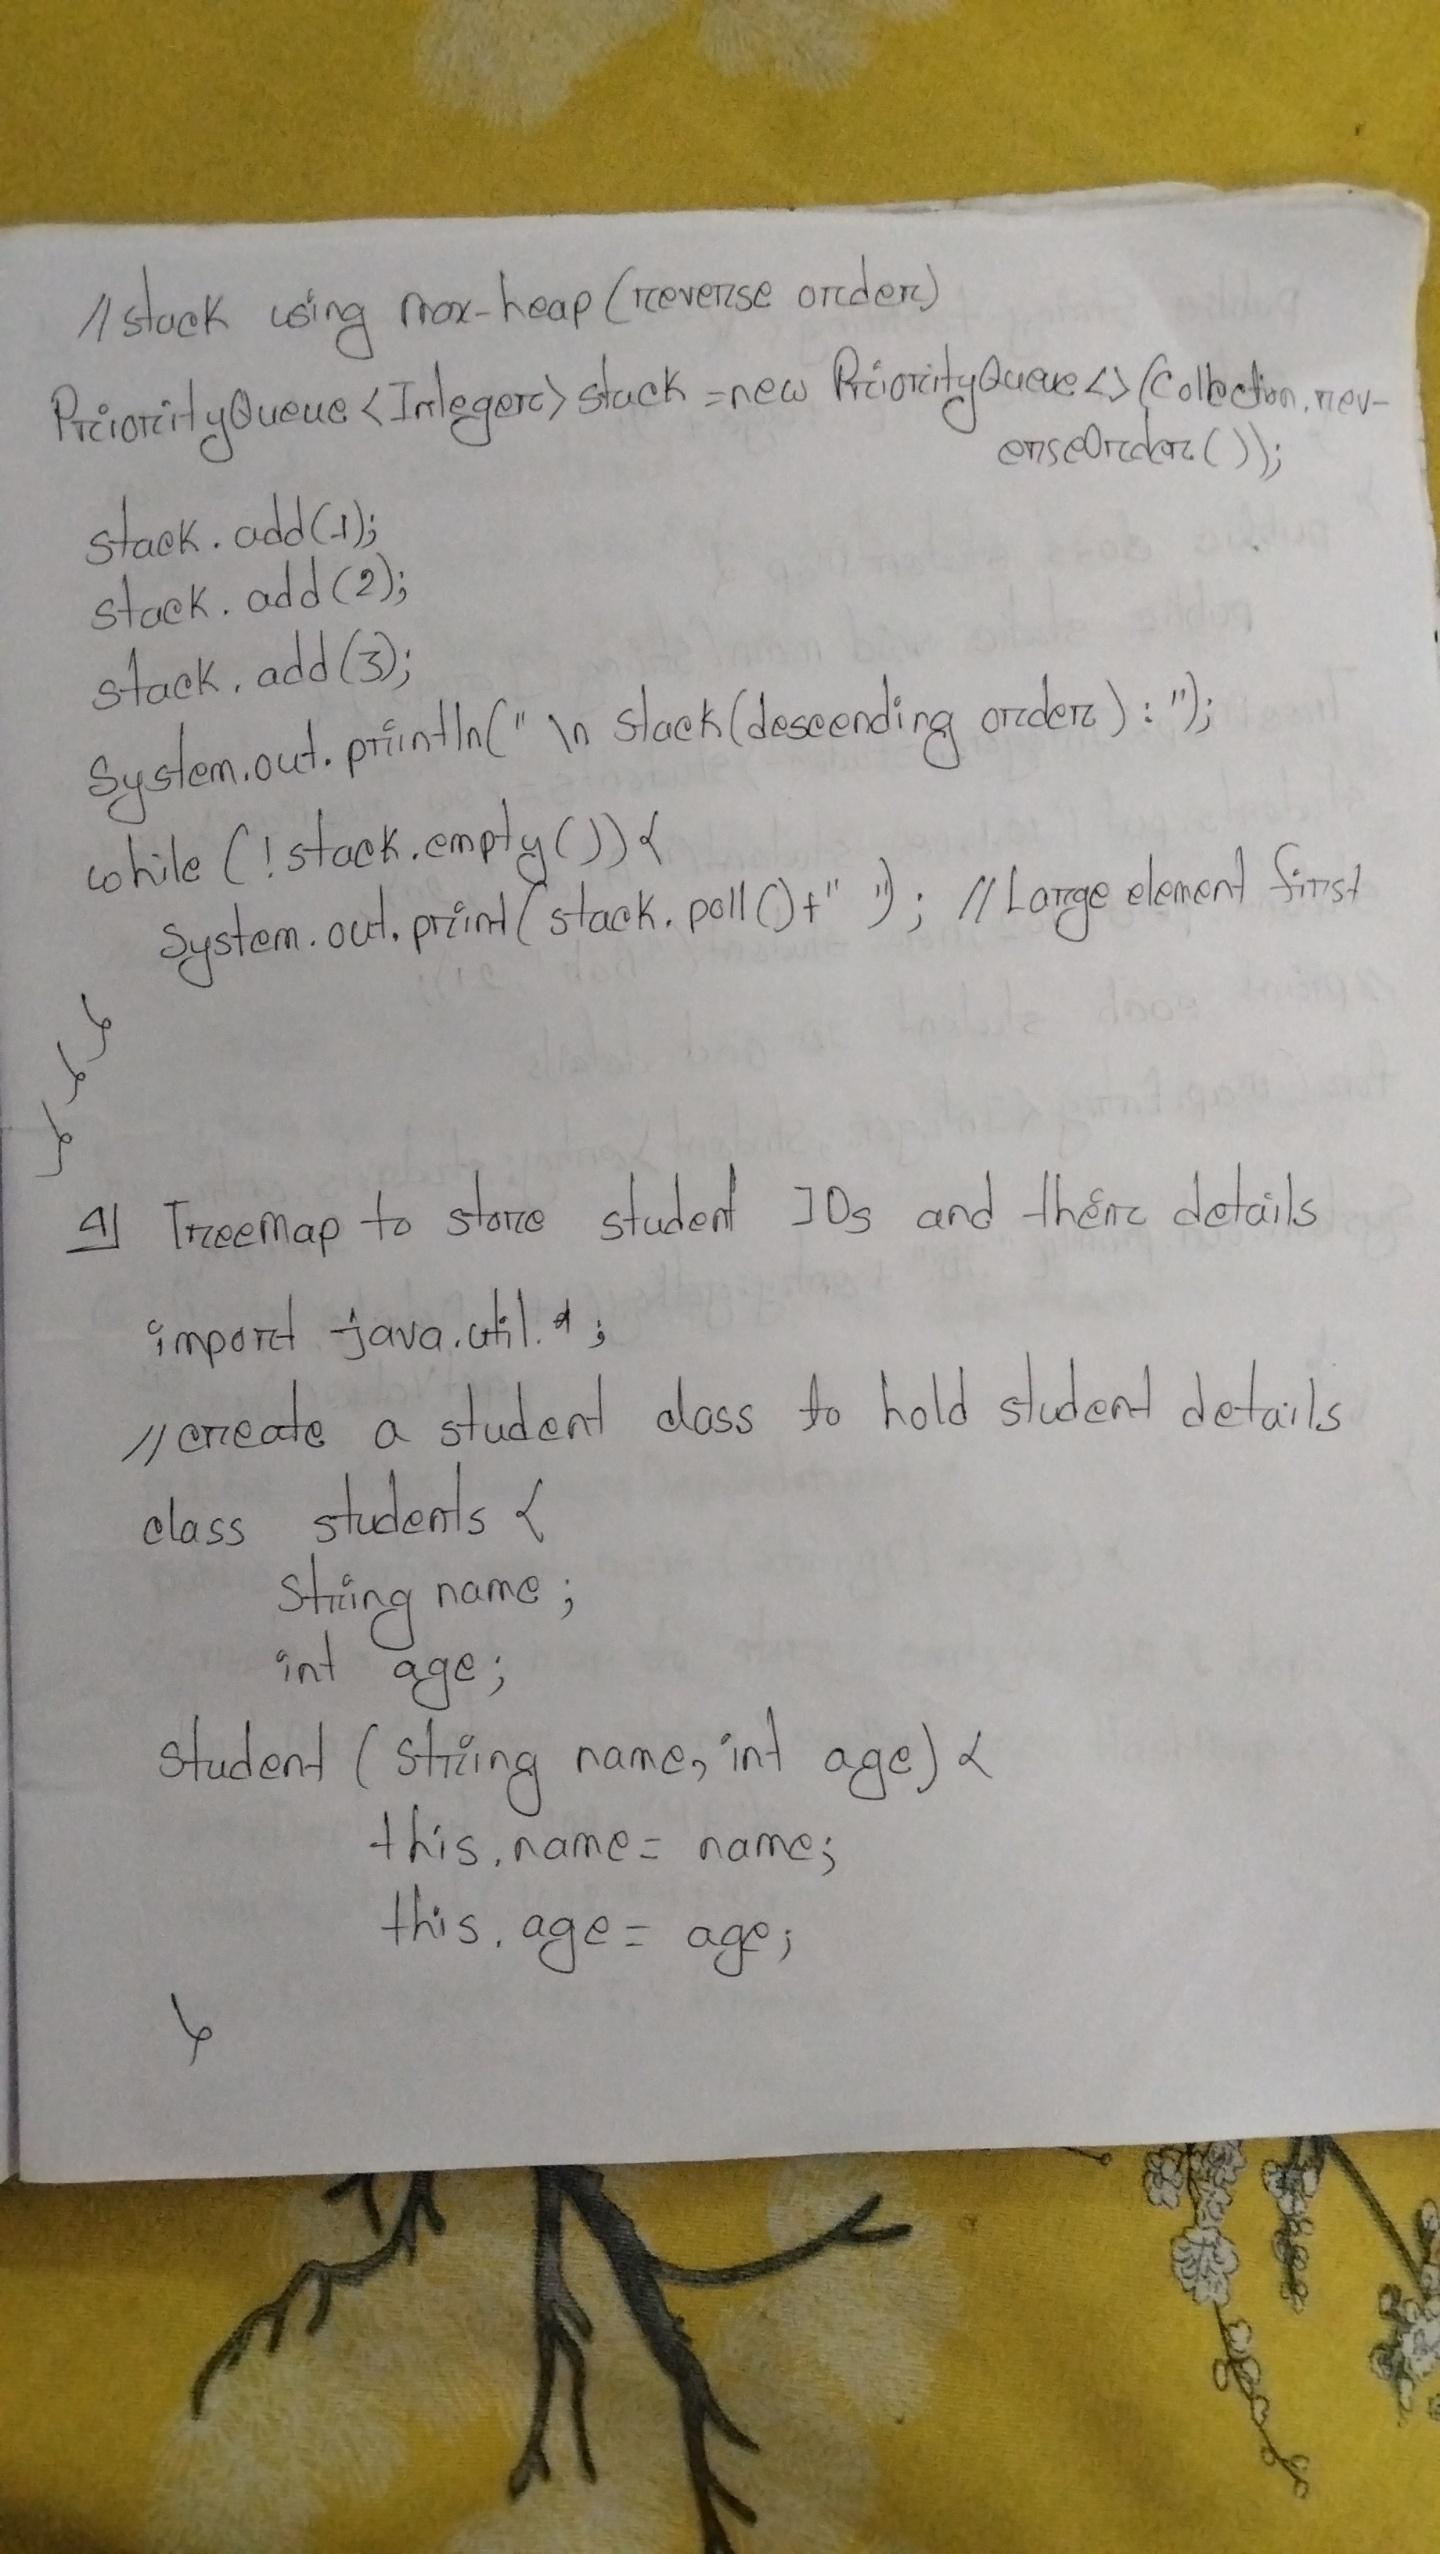 //stack using max-heap (reverse order)
PriorityQueue<Integer> stack = new PriorityQueue<>(Collection.rev-
erseOrder());
stack.add(1);
stack.add(2);
stack.add(3);
System.out.println(" \n Stack(descending order) : ");
while (!stack.empty()) {
System.out.print(stack.poll()+" "); //Large element first
}
}
}
4] TreeMap to store student IDs and their details
import java.util.*;
//create a student class to hold student details
class students {
String name;
int age;
student (String name, int age) {
this.name = name;
this.age = age;
}